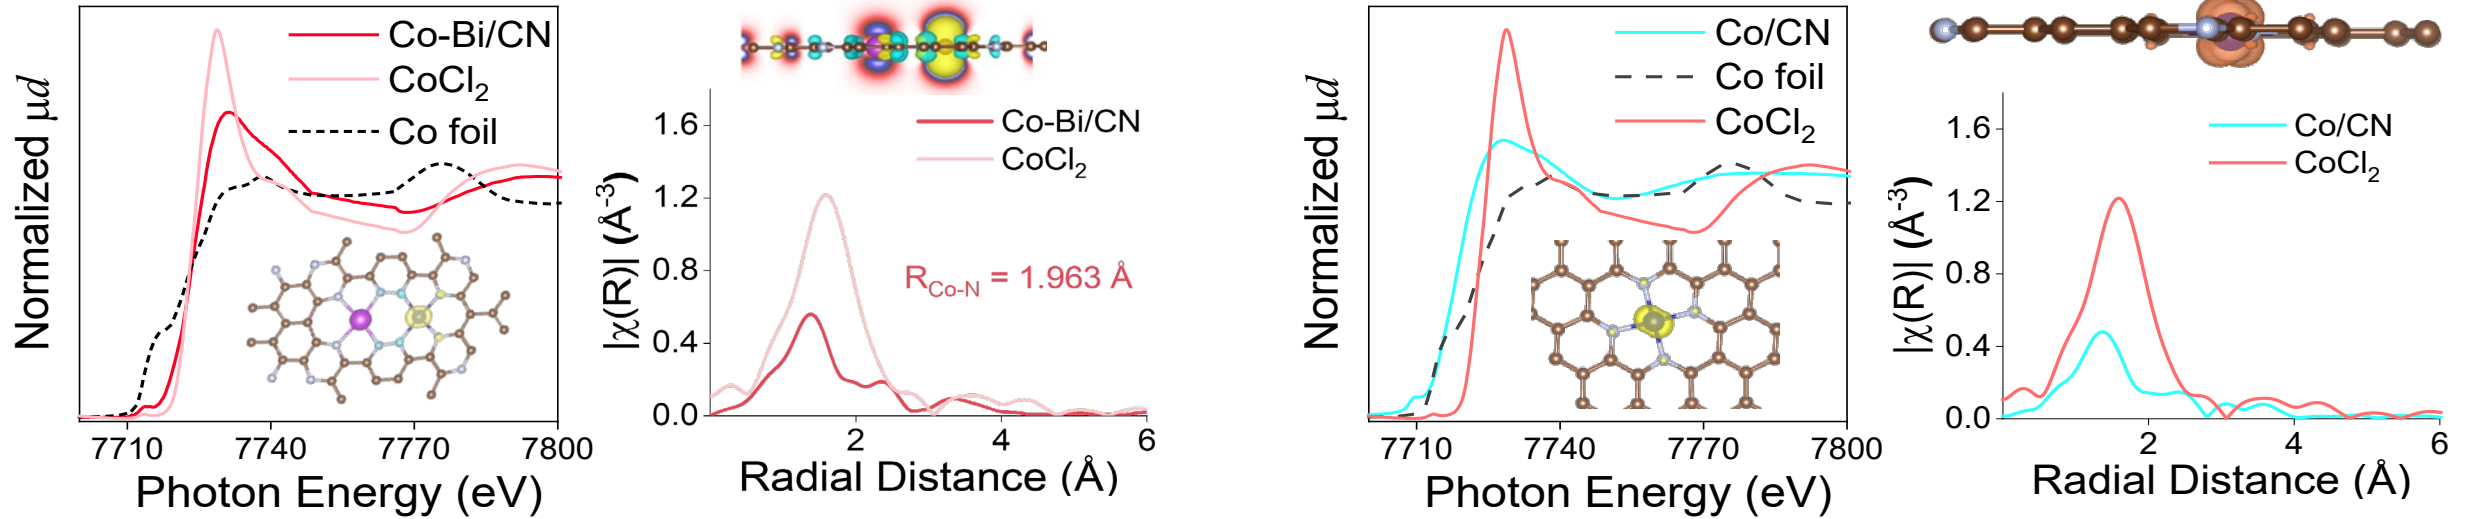 Normalized μd
Co-Bi/CN
CoCl2
Co foil
7710 7740 7770 7800
Photon Energy (eV)
|χ(R)| (Å-3)
1.6
1.2
0.8
0.4
0.0
Co-Bi/CN
CoCl2
RCo-N = 1.963 Å
2 4 6
Radial Distance (Å)
Normalized μd
Co/CN
Co foil
CoCl2
7710 7740 7770 7800
Photon Energy (eV)
|χ(R)| (Å-3)
1.6
1.2
0.8
0.4
0.0
Co/CN
CoCl2
2 4 6
Radial Distance (Å)